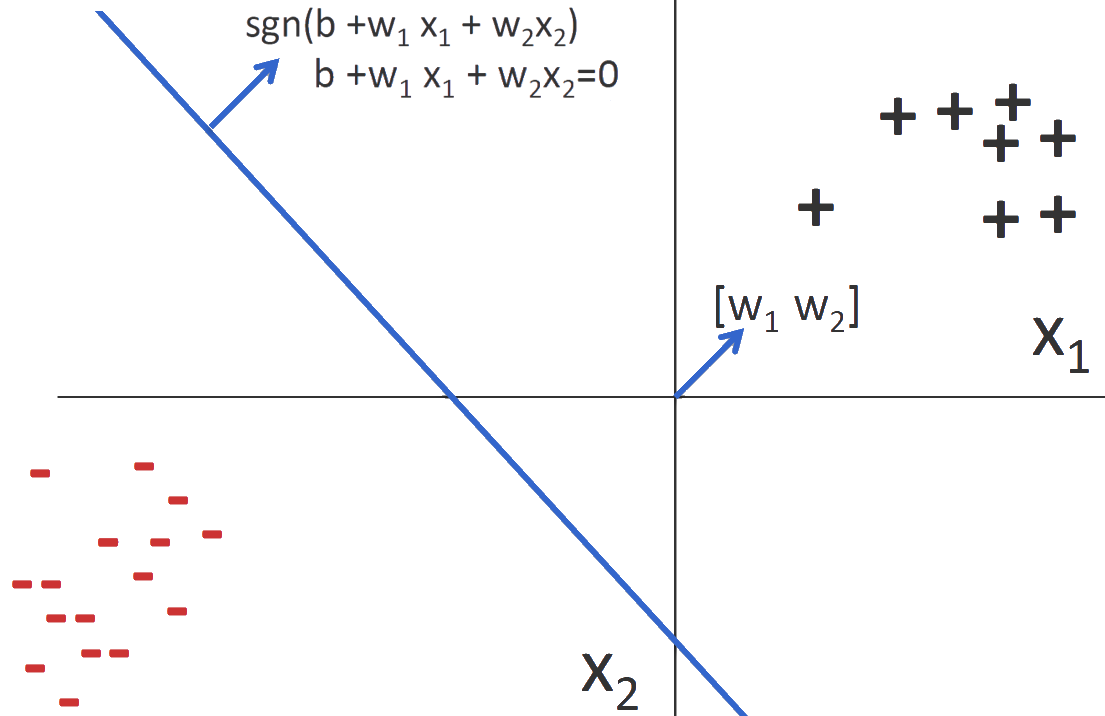 sgn(b +w₁ x₁ + w₂x₂)
b +w₁ x₁ + w₂x₂=0
[w₁ w₂]
x₁
x₂